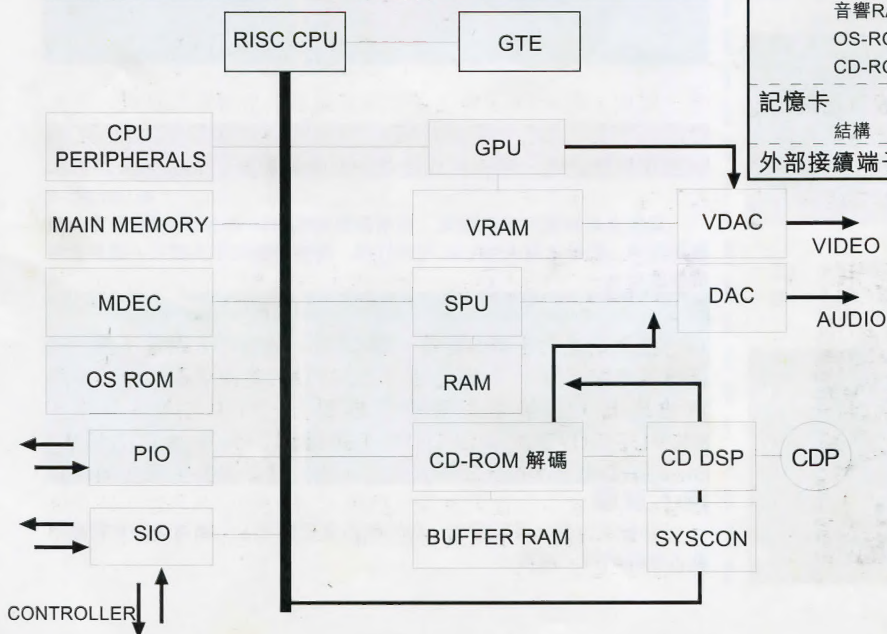 RISC CPU
GTE
CPU
PERIPHERALS
GPU
MAIN MEMORY
VRAM
VDAC
VIDEO
MDEC
SPU
DAC
AUDIO
OS ROM
RAM
PIO
CD-ROM 解碼
CD DSP
CDP
SIO
BUFFER RAM
SYSCON
CONTROLLER
音響RA
OS-RO
CD-RO
記憶卡
結構
外部接續端子